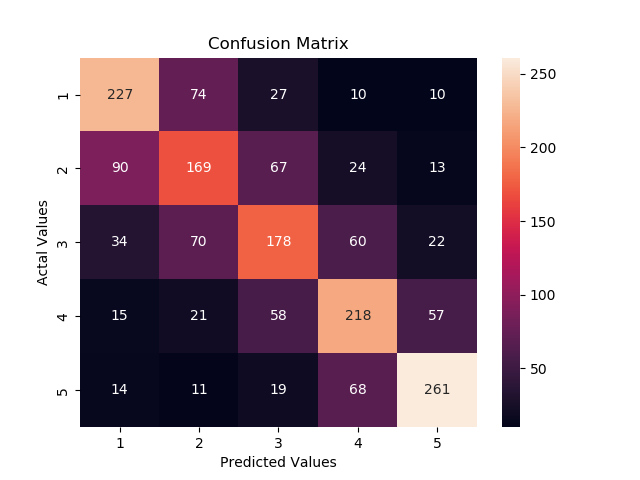 Confusion Matrix
Actal Values
1 227 74 27 10 10
2 90 169 67 24 13
3 34 70 178 60 22
4 15 21 58 218 57
5 14 11 19 68 261
1 2 3 4 5
Predicted Values
250
200
150
100
50